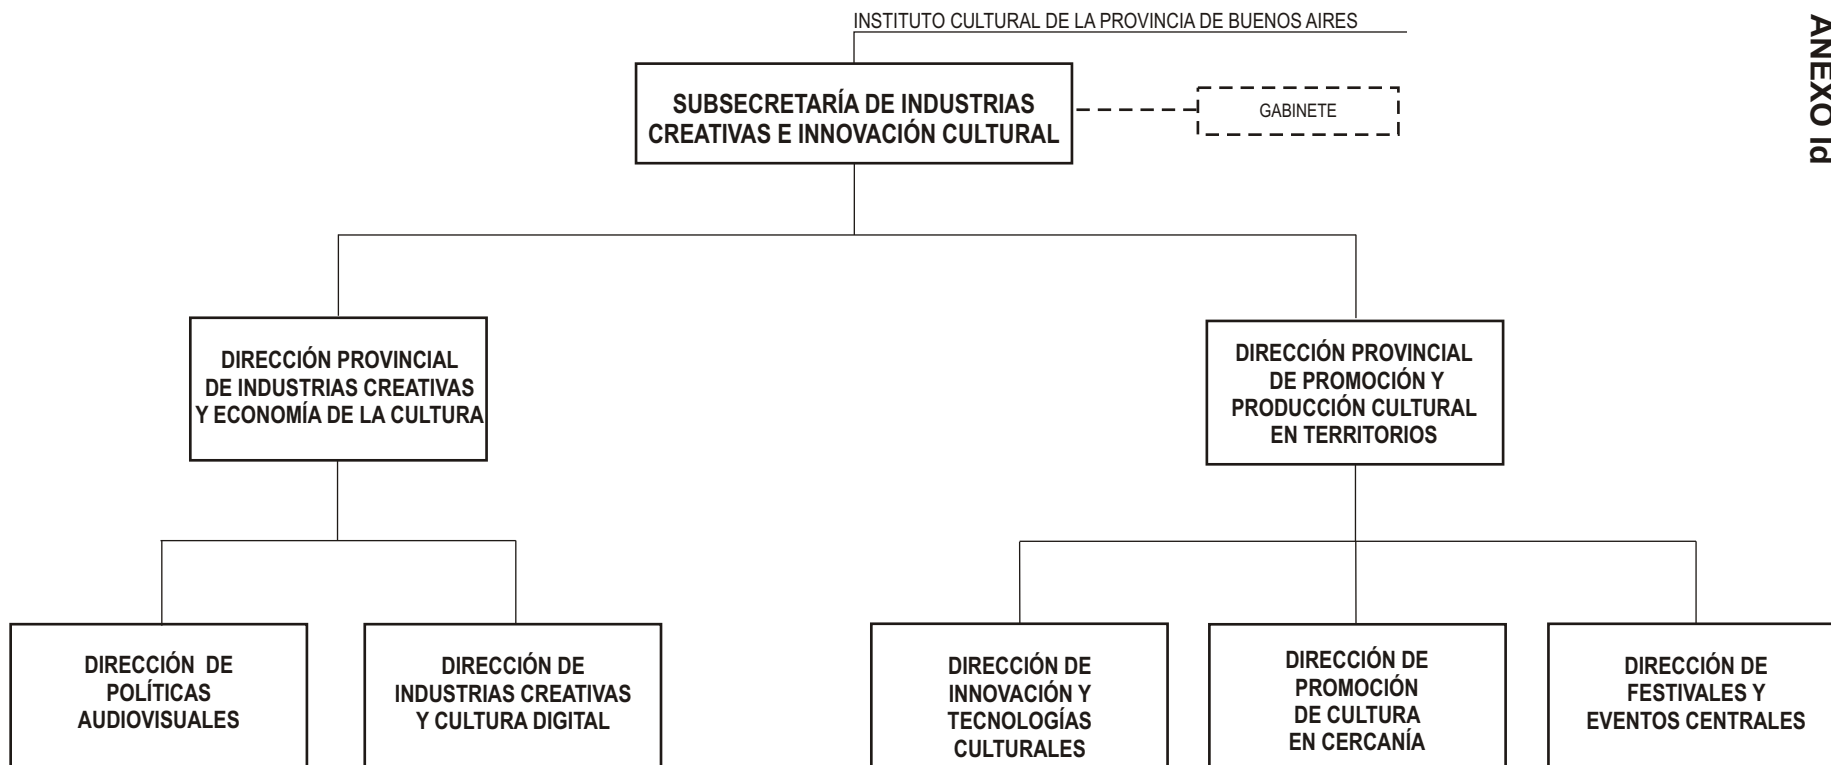 INSTITUTO CULTURAL DE LA PROVINCIA DE BUENOS AIRES
ANEXO Id
SUBSECRETARÍA DE INDUSTRIAS
CREATIVAS E INNOVACIÓN CULTURAL
GABINETE
DIRECCIÓN PROVINCIAL
DE INDUSTRIAS CREATIVAS
Y ECONOMÍA DE LA CULTURA
DIRECCIÓN PROVINCIAL
DE PROMOCIÓN Y
PRODUCCIÓN CULTURAL
EN TERRITORIOS
DIRECCIÓN DE
POLÍTICAS
AUDIOVISUALES
DIRECCIÓN DE
INDUSTRIAS CREATIVAS
Y CULTURA DIGITAL
DIRECCIÓN DE
INNOVACIÓN Y
TECNOLOGÍAS
CULTURALES
DIRECCIÓN DE
PROMOCIÓN
DE CULTURA
EN CERCANÍA
DIRECCIÓN DE
FESTIVALES Y
EVENTOS CENTRALES